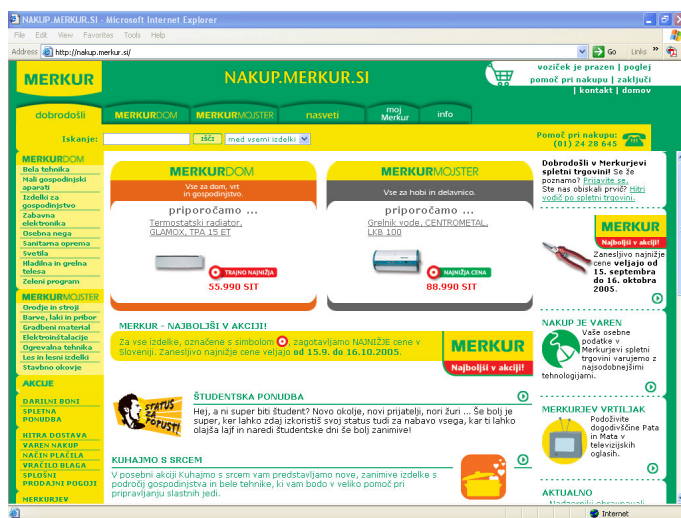 NAKUP.MERKUR.SI - Microsoft Internet Explorer
File Edit View Favorites Tools Help
Address http://nakup.merkur.si/ Go Links »
MERKUR
NAKUP.MERKUR.SI
voziček je prazen | poglej
pomoč pri nakupu | zaključi
| kontakt | domov
dobrodošli
MERKURDOM
MERKURMOJSTER
nasveti
moj
Merkur
info
Iskanje:
IŠČI
med vsemi izdelki
Pomoč pri nakupu:
(01) 24 28 645
MERKURDOM
Bela tehnika
Mali gospodinjski
aparati
Izdelki za
gospodinjstvo
Zabavna
elektronika
Osebna nega
Sanitarna oprema
Svetila
Hladilna in grelna
telesa
Zeleni program
MERKURMOJSTER
Orodje in stroji
Barve, laki in pribor
Gradbeni material
Elektroinštalacije
Ogrevalna tehnika
Les in lesni izdelki
Stavbno okovje
AKCIJE
DARILNI BONI
SPLETNA
PONUDBA
HITRA DOSTAVA
VAREN NAKUP
NAČIN PLAČILA
VRAČILO BLAGA
SPLOŠNI
PRODAJNI POGOJI
MERKURJEV
MERKURDOM
Vse za dom, vrt
in gospodinjstvo.
priporočamo ...
Termostatski radiator,
GLAMOX, TPA 15 ET
TRAJNO NAJNIŽJA
55.990 SIT
MERKURMOJSTER
Vse za hobi in delavnico.
priporočamo ...
Grelnik vode, CENTROMETAL,
LKB 100
NAJNIŽJA CENA
88.990 SIT
MERKUR - NAJBOLJŠI V AKCIJI!
Za vse izdelke, označene s simbolom , zagotavljamo NAJNIŽJE cene v
Sloveniji. Zanesljivo najnižje cene veljajo od 15.9. do 16.10.2005.
MERKUR
Najboljši v akciji!
STATUS
ZA
POPUST!
ŠTUDENTSKA PONUDBA
Hej, a ni super biti študent? Novo okolje, novi prijatelji, nori žuri ... Še bolj je
super, ker lahko zdaj izkoristiš svoj status tudi za nabavo vsega, kar ti lahko
olajša lajf in naredi študentske dni še bolj zanimive!
KUHAJMO S SRCEM
V posebni akciji Kuhajmo s srcem vam predstavljamo nove, zanimive izdelke s
področij gospodinjstva in bele tehnike, ki vam bodo v veliko pomoč pri
pripravljanju slastnih jedi.
Dobrodošli v Merkurjevi
spletni trgovini! Se že
poznamo? Prijavite se.
Ste nas obiskali prvič? Hitri
vodič po spletni trgovini.
MERKUR
Najboljši v akciji!
Zanesljivo najnižje
cene veljajo od
15. septembra
do 16. oktobra
2005.
NAKUP JE VAREN
Vaše osebne
podatke v
Merkurjevi spletni
trgovini varujemo z
najsodobnejšimi
tehnologijami.
MERKURJEV VRTILJAK
Podoživite
dogodivščine Pata
in Mata v
televizijskih
oglasih.
AKTUALNO
Internet